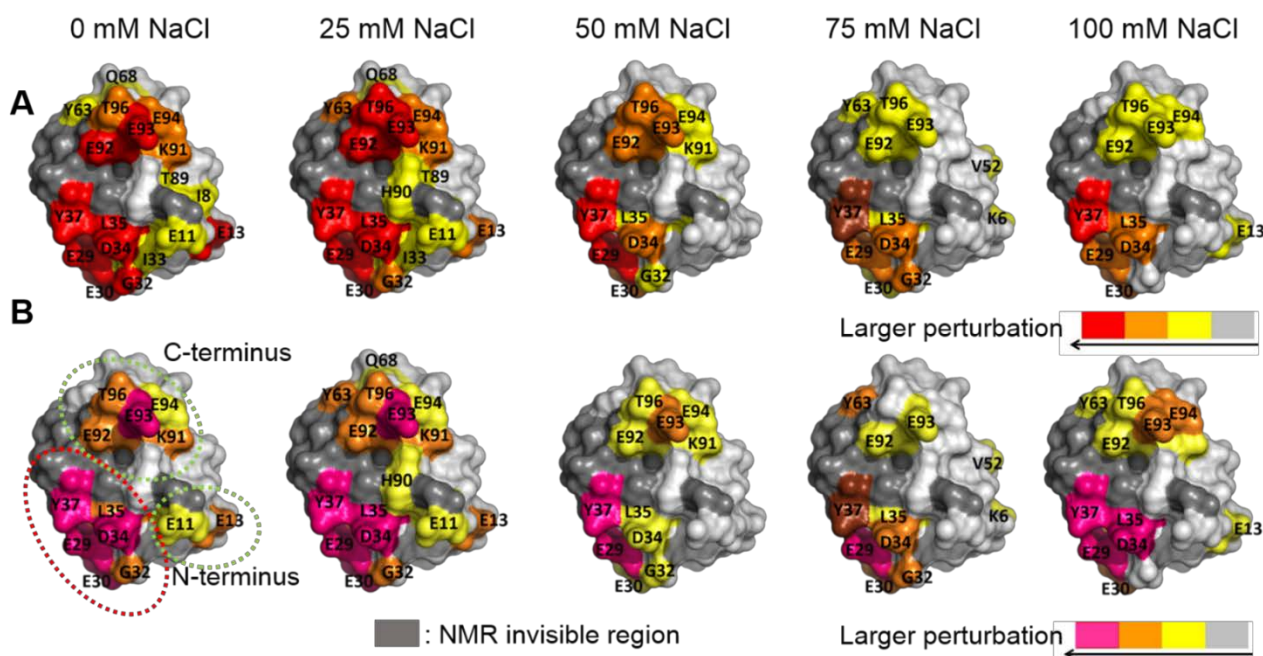 0 mM NaCl 25 mM NaCl 50 mM NaCl 75 mM NaCl 100 mM NaCl
A
Q68 Y63 T96 E94 E93 E92 K91 T89 I8 Y37 L35 E11 E13 D34 E29 I33 G32 E30
Q68 Y63 T96 E94 E93 E92 K91 T89 H90 Y37 L35 E11 E13 D34 E29 I33 G32 E30
T96 E94 E93 E92 K91 Y37 L35 D34 E29 G32 E30
Y63 T96 E93 E92 V52 Y37 L35 K6 D34 E29 G32 E30
T96 E94 E93 E92 Y37 L35 E13 D34 E29 E30
Larger perturbation
B
C-terminus
T96 E94 E93 E92 K91 Y37 L35 E11 E13 D34 E29 G32 E30
N-terminus
Q68 Y63 T96 E94 E93 E92 K91 H90 Y37 L35 E11 E13 D34 E29 G32 E30
T96 E94 E93 E92 K91 Y37 L35 D34 E29 G32 E30
Y63 E93 E92 V52 Y37 L35 K6 D34 E29 G32 E30
Y63 T96 E94 E93 E92 Y37 L35 E13 D34 E29 E30
: NMR invisible region
Larger perturbation